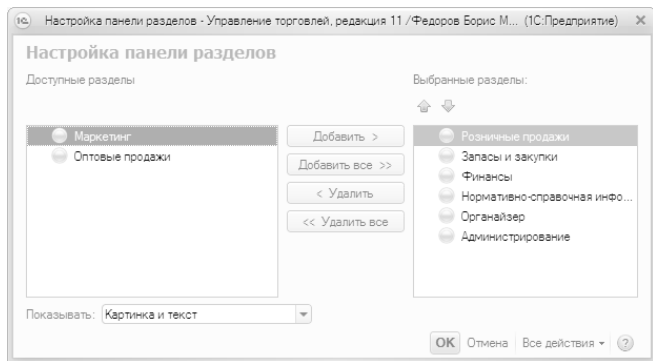 Настройка панели разделов - Управление торговлей, редакция 11 /Федоров Борис М... (1С:Предприятие)
Настройка панели разделов
Доступные разделы
Выбранные разделы:
Маркетинг
Оптовые продажи
Добавить >
Добавить все >>
< Удалить
<< Удалить все
Розничные продажи
Запасы и закупки
Финансы
Нормативно-справочная инфо...
Органайзер
Администрирование
Показывать: Картинка и текст
OK Отмена Все действия ?